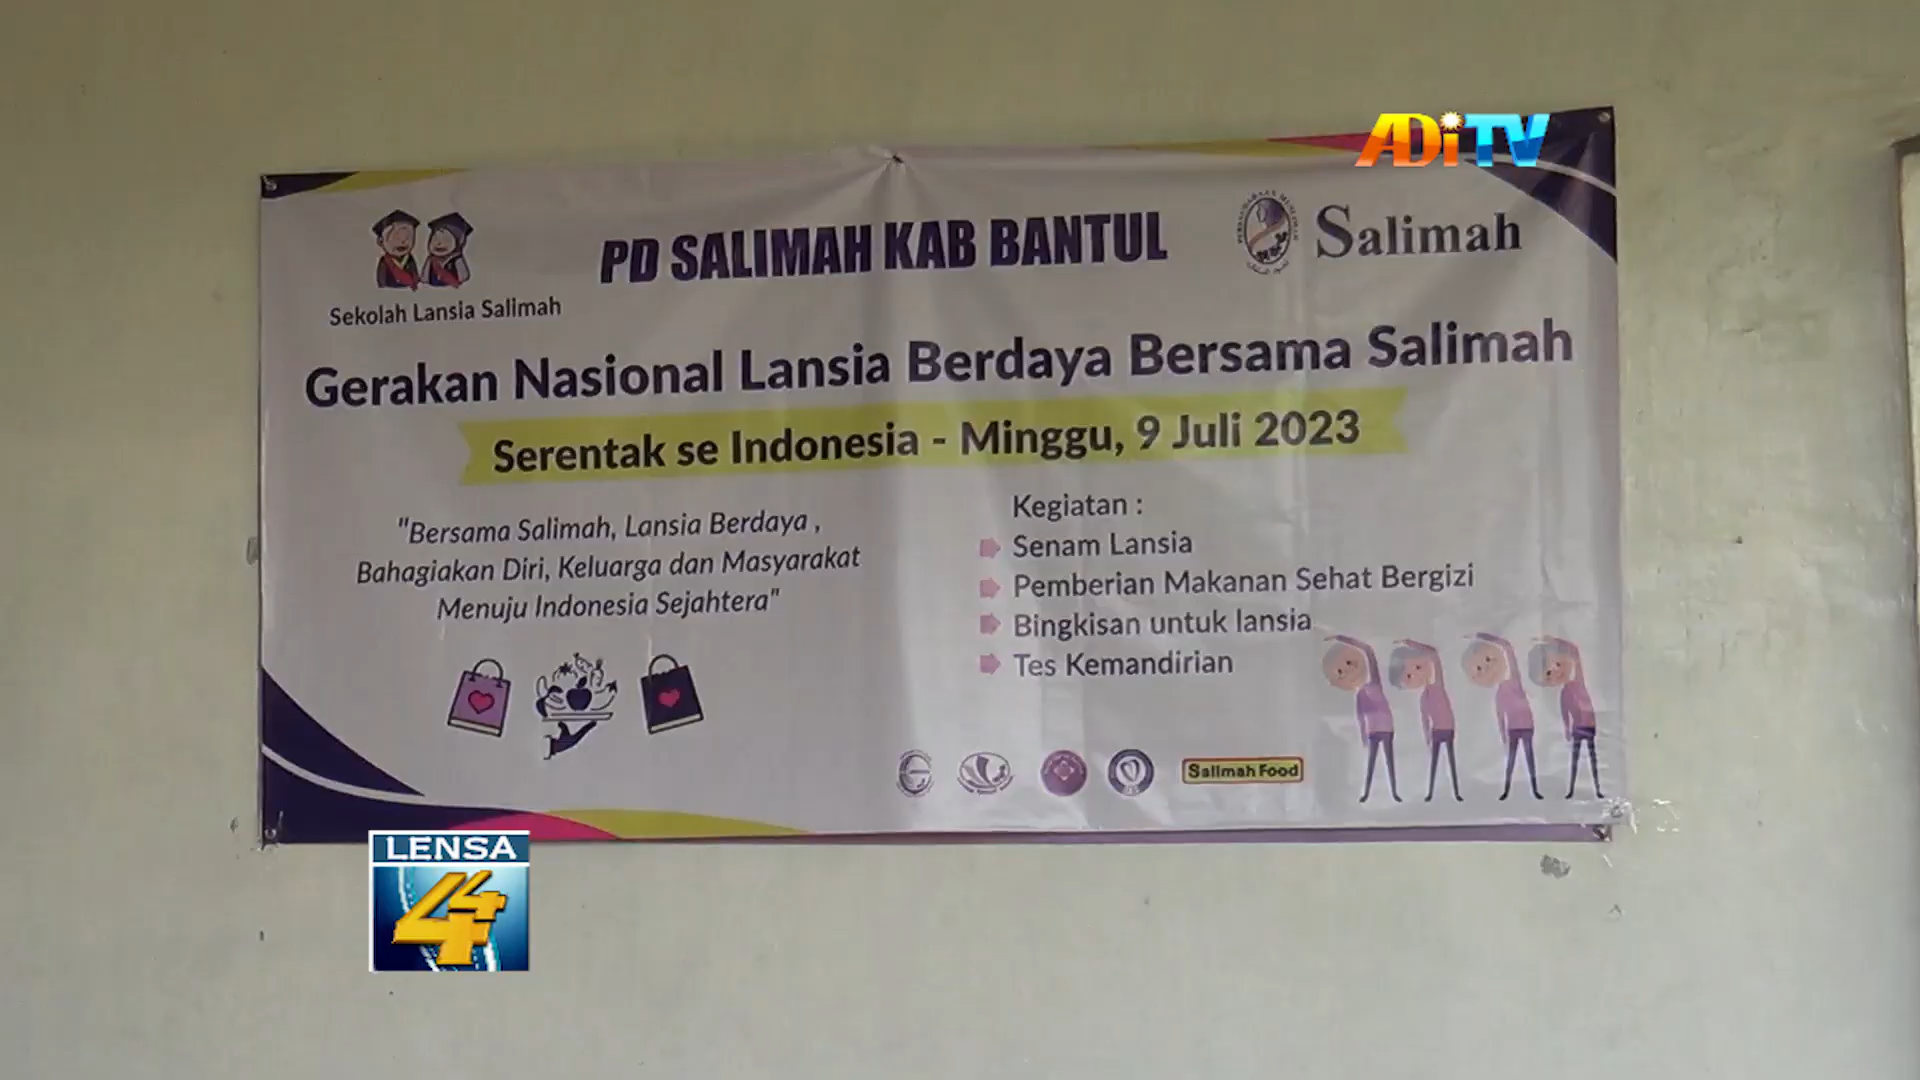 ADiTV
PD SALIMAH KAB BANTUL
Salimah
Sekolah Lansia Salimah
Gerakan Nasional Lansia Berdaya Bersama Salimah
Serentak se Indonesia - Minggu, 9 Juli 2023
"Bersama Salimah, Lansia Berdaya ,
Bahagiakan Diri, Keluarga dan Masyarakat
Menuju Indonesia Sejahtera"
Kegiatan :
Senam Lansia
Pemberian Makanan Sehat Bergizi
Bingkisan untuk lansia
Tes Kemandirian
Salimah Food
LENSA
44